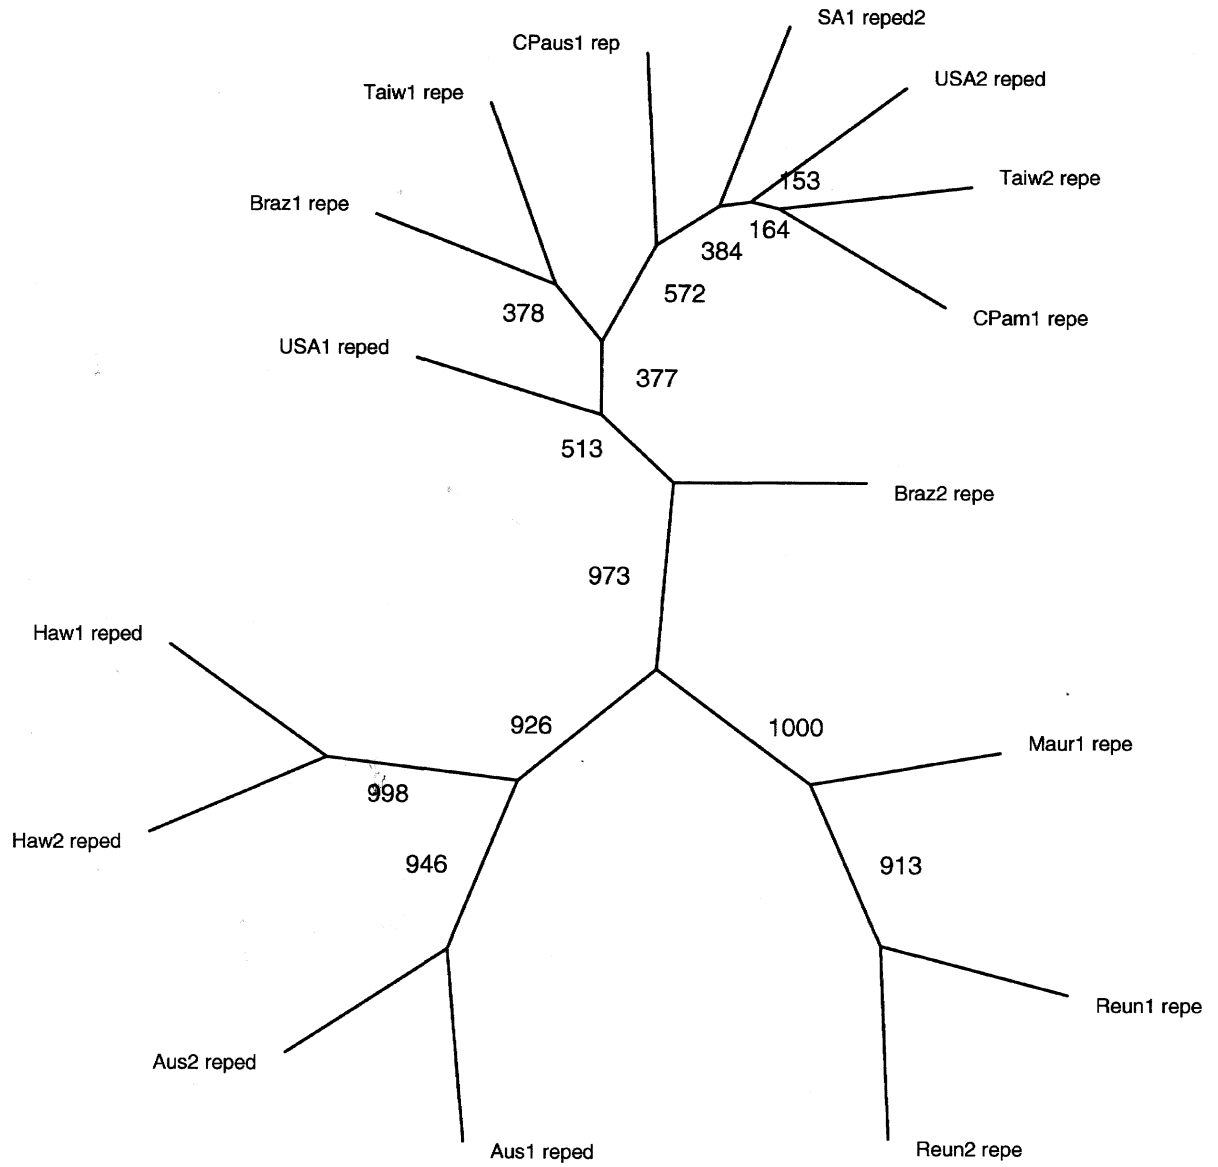 SA1 reped2
CPaus1 rep
USA2 reped
Taiw1 repe
153
Taiw2 repe
Braz1 repe
164
384
572
378
CPam1 repe
USA1 reped
377
513
Braz2 repe
973
Haw1 reped
926
1000
Maur1 repe
998
Haw2 reped
946
913
Reun1 repe
Aus2 reped
Aus1 reped
Reun2 repe